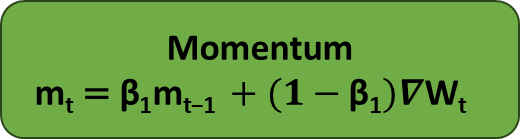 Momentum
mₜ = β₁mₜ₋₁ + (1 − β₁)∇Wₜ